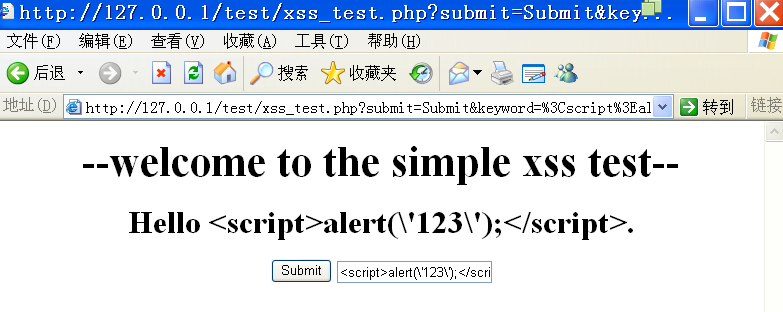 http://127.0.0.1/test/xss_test.php?submit=Submit&key...
文件(F) 编辑(E) 查看(V) 收藏(A) 工具(T) 帮助(H)
后退 搜索 收藏夹
地址(D) http://127.0.0.1/test/xss_test.php?submit=Submit&keyword=%3Cscript%3Eal 转到 链接
--welcome to the simple xss test--
Hello <script>alert(\'123\');</script>.
Submit <script>alert(\'123\');</scri